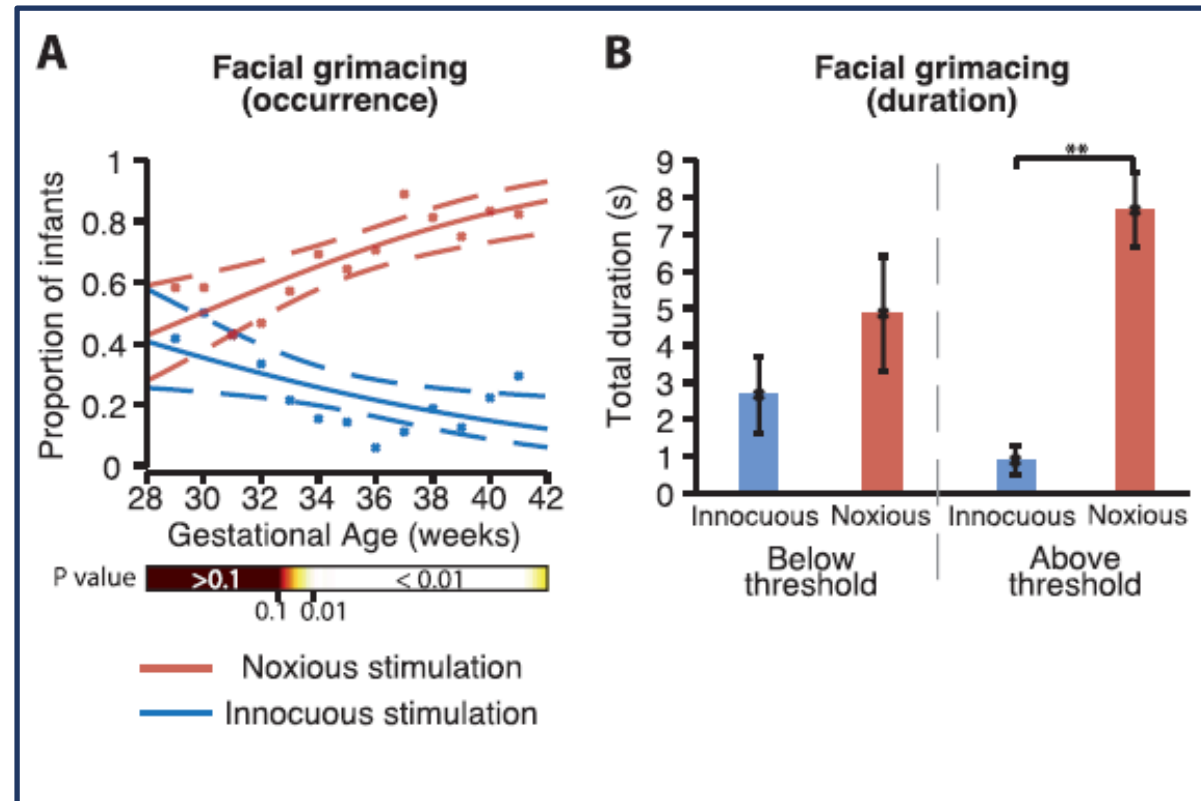 A
Facial grimacing
(occurrence)
Proportion of infants
1
0.8
0.6
0.4
0.2
0
28 30 32 34 36 38 40 42
Gestational Age (weeks)
P value >0.1 < 0.01
0.1 0.01
Noxious stimulation
Innocuous stimulation
B
Facial grimacing
(duration)
**
Total duration (s)
9
8
7
6
5
4
3
2
1
0
Innocuous Noxious Innocuous Noxious
Below
threshold
Above
threshold